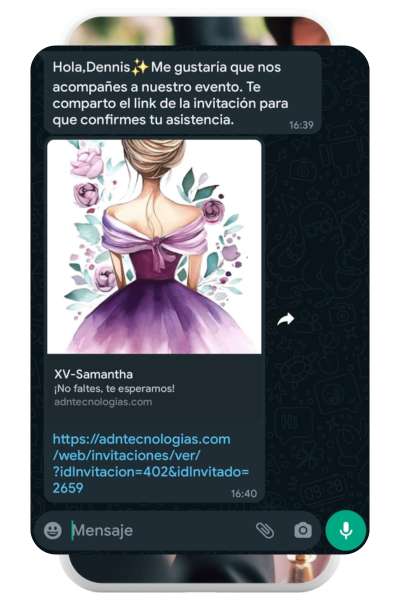 Hola,Dennis✨Me gustaría que nos
acompañes a nuestro evento. Te
comparto el link de la invitación para
que confirmes tu asistencia.
16:39
XV-Samantha
¡No faltes, te esperamos!
adntecnologias.com
https://adntecnologias.com
/web/invitaciones/ver/
?idInvitacion=402&idInvitado=
2659
16:40
Mensaje